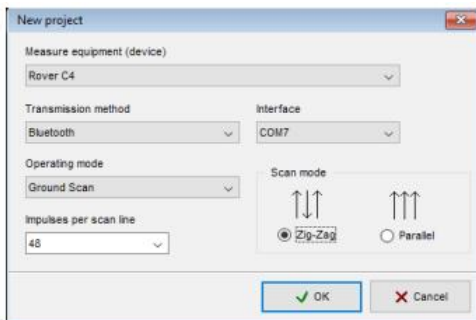 New project
Measure equipment (device)
Rover C4
Transmission method
Interface
Bluetooth
COM7
Operating mode
Ground Scan
Scan mode
Impulses per scan line
48
Zig-Zag
Parallel
OK
Cancel